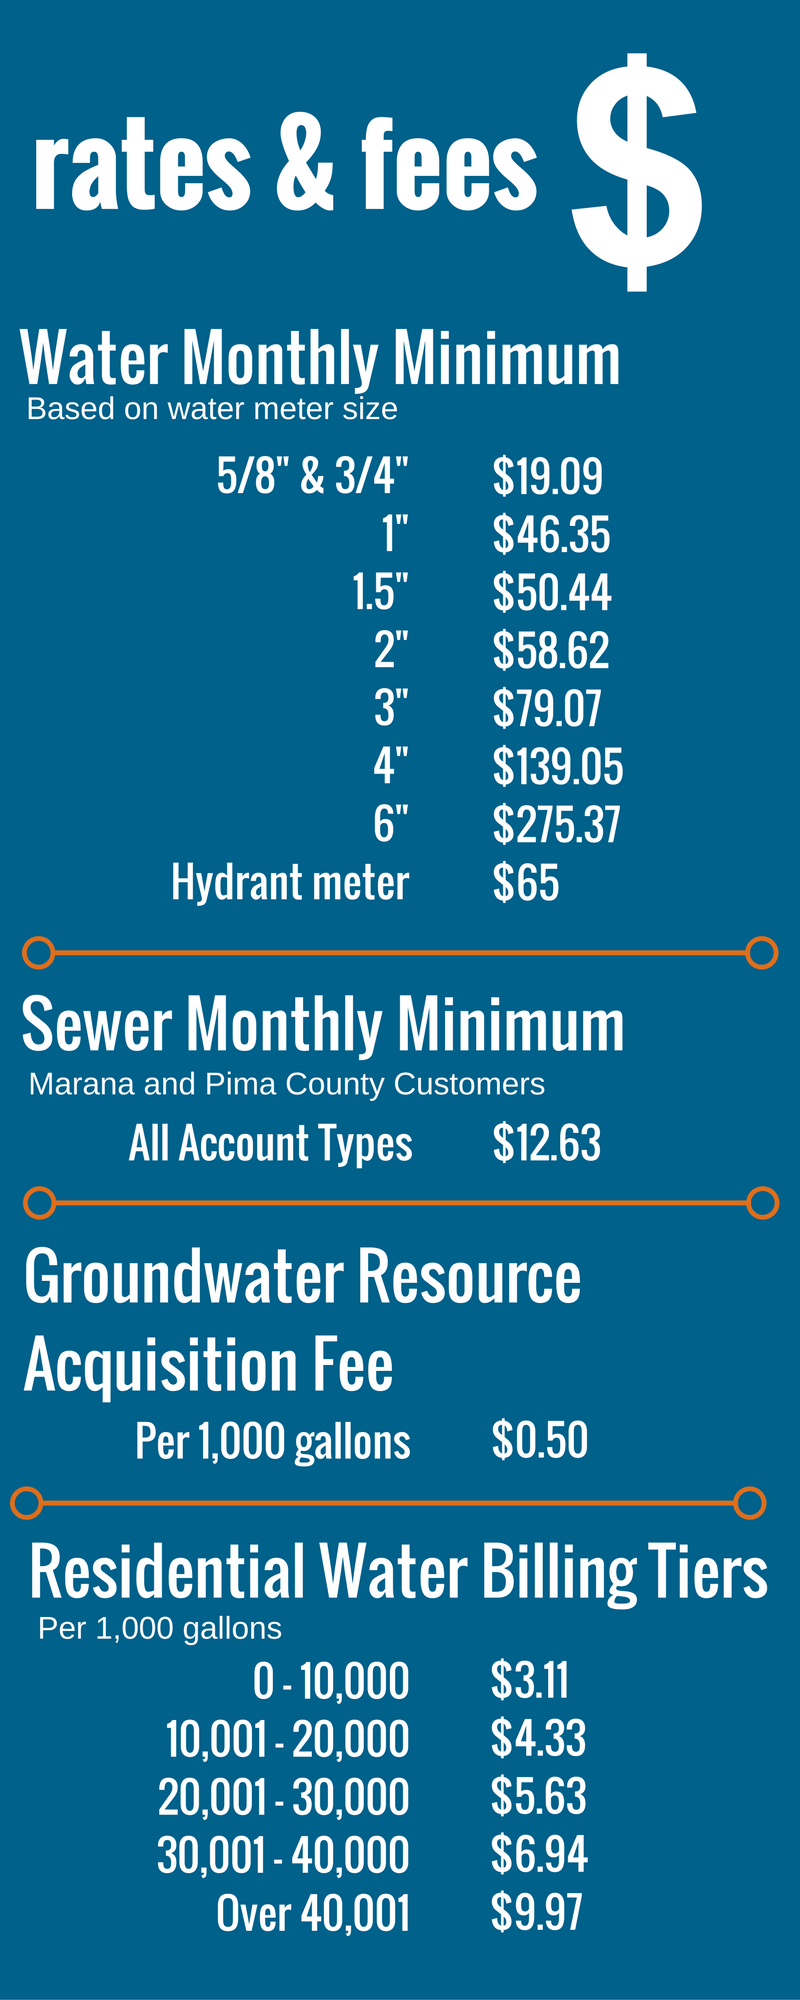 rates & fees $
Water Monthly Minimum
Based on water meter size
5/8" & 3/4" $19.09
1" $46.35
1.5" $50.44
2" $58.62
3" $79.07
4" $139.05
6" $275.37
Hydrant meter $65
Sewer Monthly Minimum
Marana and Pima County Customers
All Account Types $12.63
Groundwater Resource
Acquisition Fee
Per 1,000 gallons $0.50
Residential Water Billing Tiers
Per 1,000 gallons
0 - 10,000 $3.11
10,001 - 20,000 $4.33
20,001 - 30,000 $5.63
30,001 - 40,000 $6.94
Over 40,001 $9.97